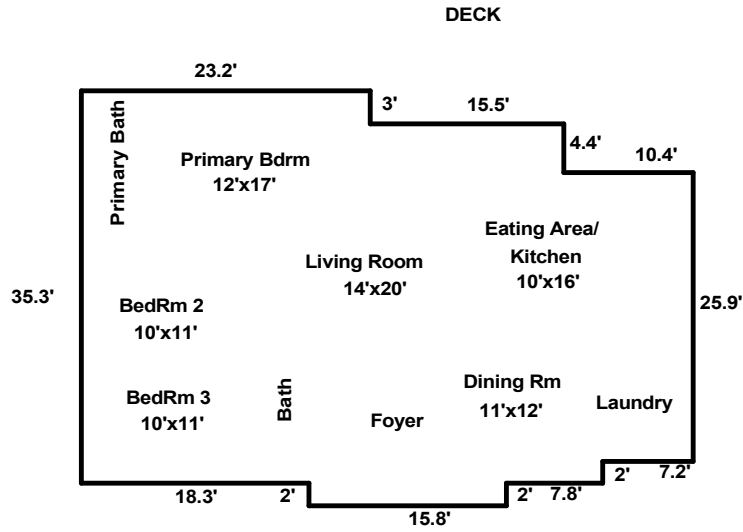 DECK
23.2'
3'
15.5'
4.4'
10.4'
Primary Bath
Primary Bdrm
12'x17'
Eating Area/
Kitchen
10'x16'
Living Room
14'x20'
35.3'
25.9'
BedRm 2
10'x11'
BedRm 3
10'x11'
Bath
Foyer
Dining Rm
11'x12'
Laundry
18.3'
2'
15.8'
2'
7.8'
2'
7.2'